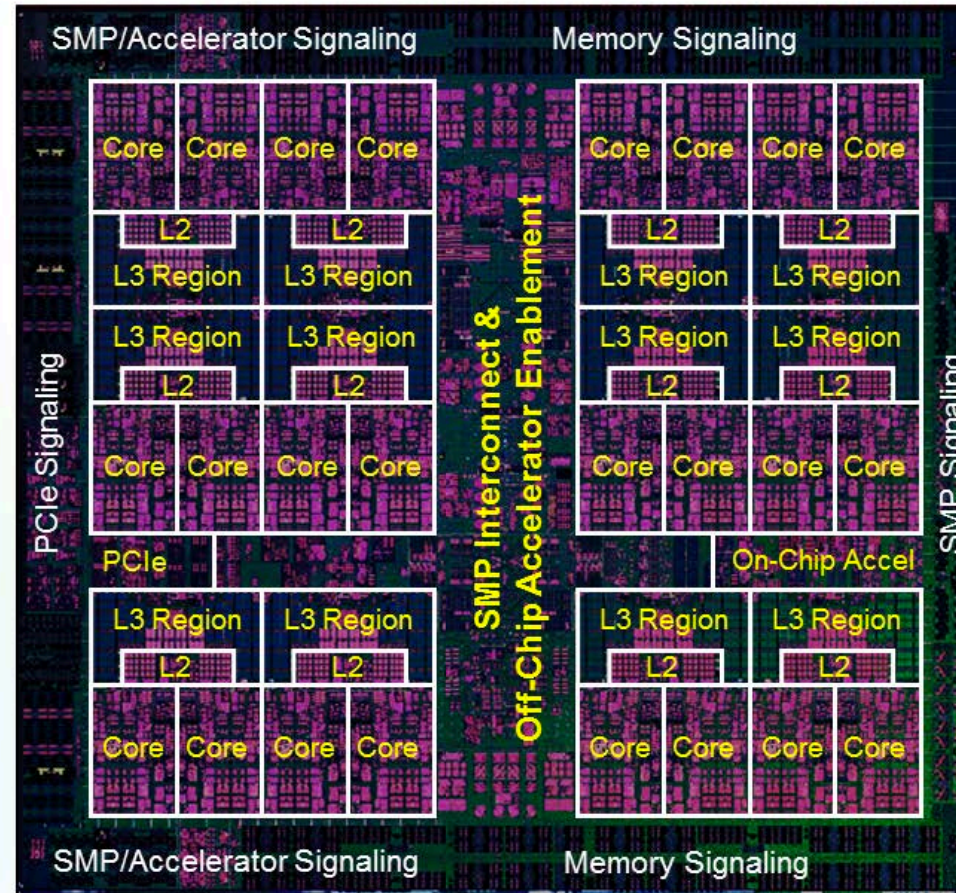 SMP/Accelerator Signaling
Memory Signaling
Core Core Core Core
Core Core Core Core
L2 L2
L2 L2
L3 Region L3 Region
L3 Region L3 Region
L3 Region L3 Region
L3 Region L3 Region
L2 L2
L2 L2
Core Core Core Core
Core Core Core Core
PCIe Signaling
SMP Interconnect &
Off-Chip Accelerator Enablement
SMP Signaling
PCIe
On-Chip Accel
L3 Region L3 Region
L3 Region L3 Region
L2 L2
L2 L2
Core Core Core Core
Core Core Core Core
SMP/Accelerator Signaling
Memory Signaling